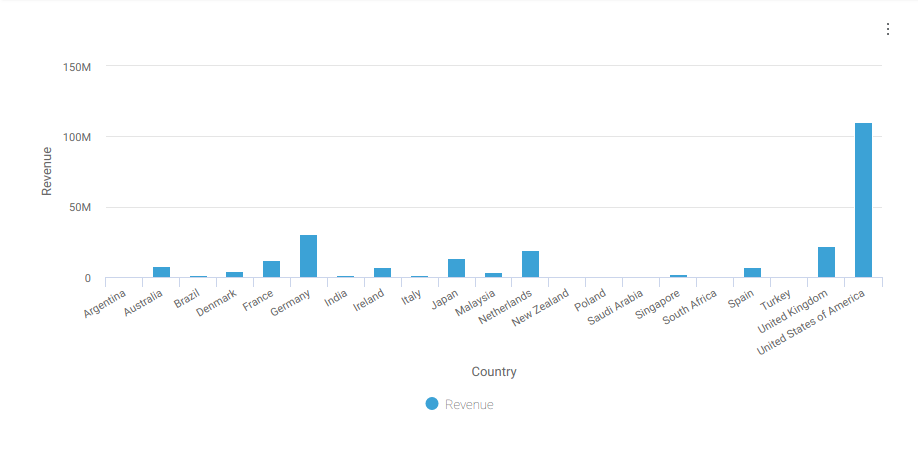 150M
100M
50M
0
Revenue
Argentina
Australia
Brazil
Denmark
France
Germany
India
Ireland
Italy
Japan
Malaysia
Netherlands
New Zealand
Poland
Saudi Arabia
Singapore
South Africa
Spain
Turkey
United Kingdom
United States of America
Country
Revenue